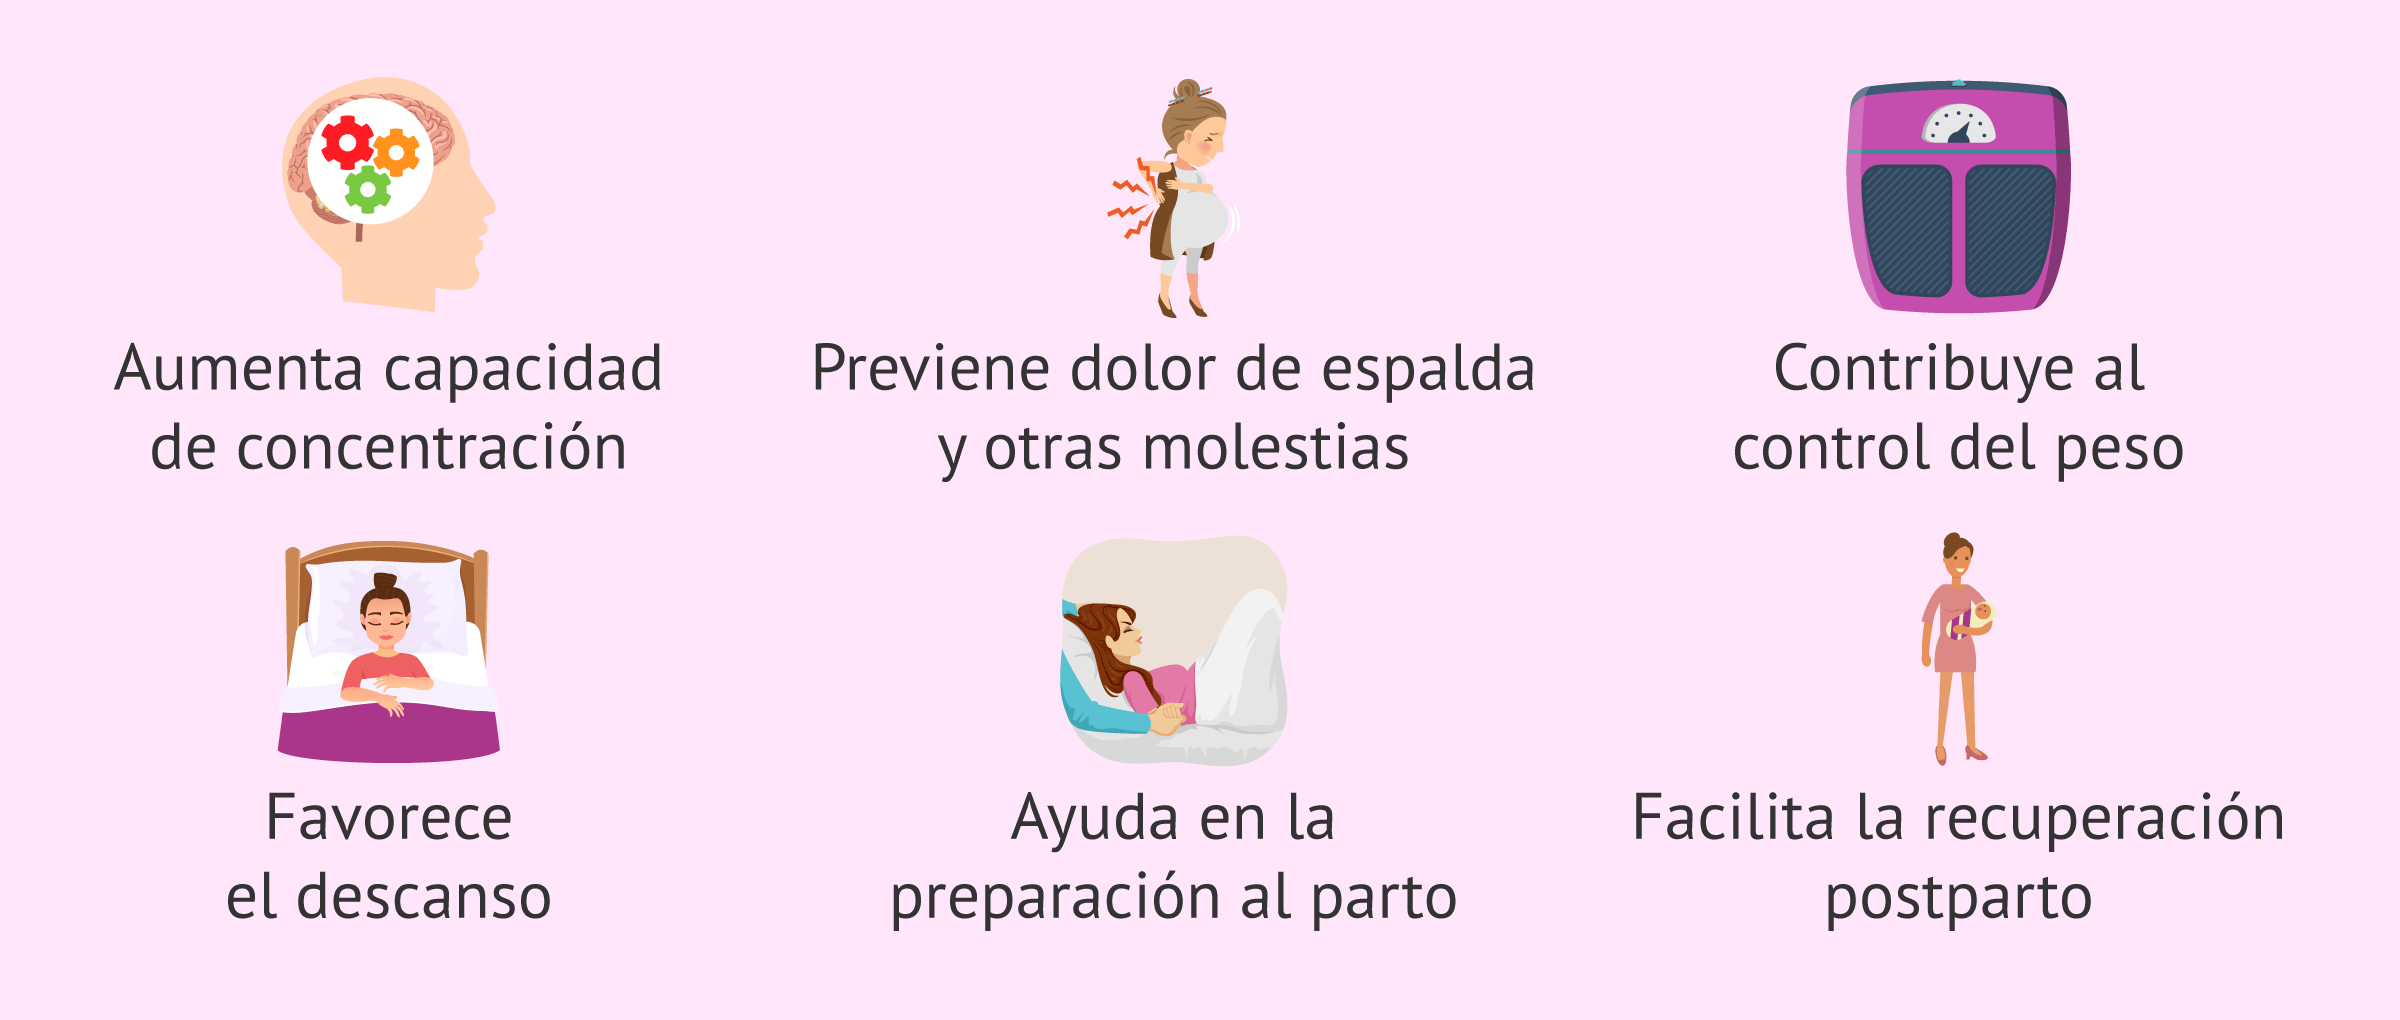 Aumenta capacidad
de concentración
Previene dolor de espalda
y otras molestias
Contribuye al
control del peso
Favorece
el descanso
Ayuda en la
preparación al parto
Facilita la recuperación
postparto